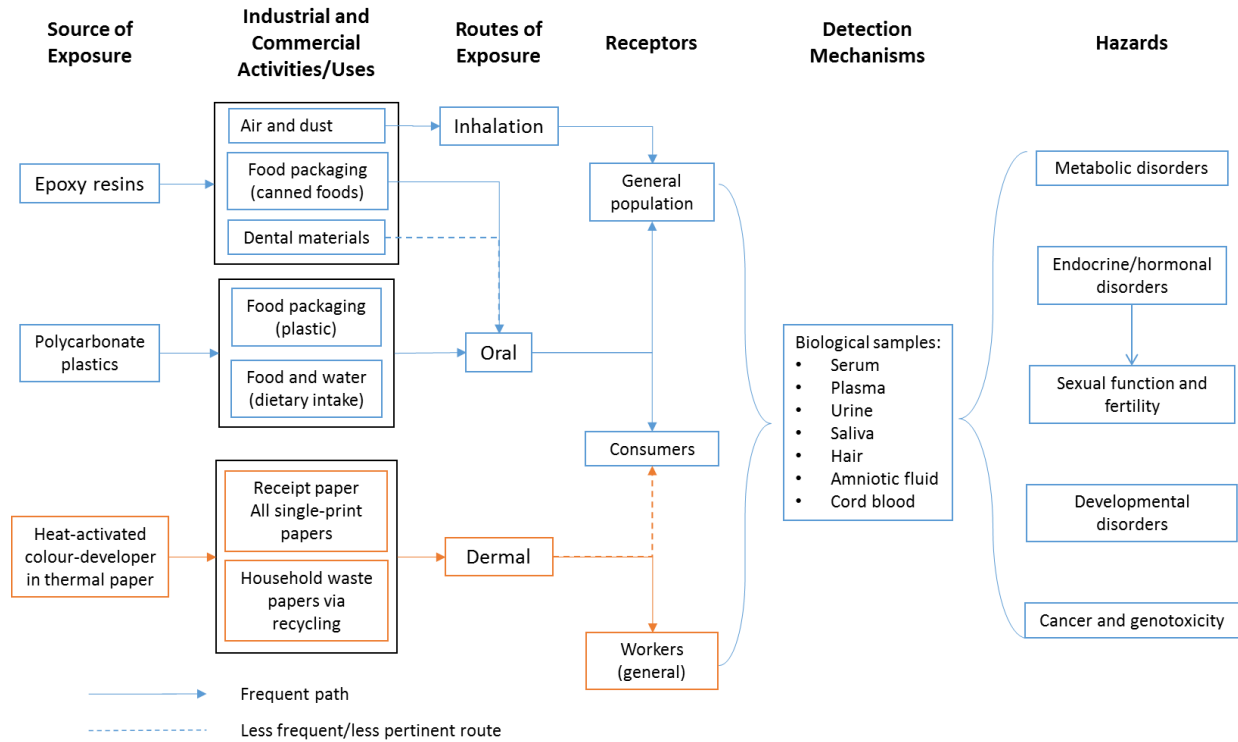 Source of
Exposure
Industrial and
Commercial
Activities/Uses
Routes of
Exposure
Receptors
Detection
Mechanisms
Hazards
Epoxy resins
Air and dust
Food packaging
(canned foods)
Dental materials
Inhalation
General
population
Polycarbonate
plastics
Food packaging
(plastic)
Food and water
(dietary intake)
Oral
Consumers
Heat-activated
colour-developer
in thermal paper
Receipt paper
All single-print
papers
Household waste
papers via
recycling
Dermal
Workers
(general)
Biological samples:
• Serum
• Plasma
• Urine
• Saliva
• Hair
• Amniotic fluid
• Cord blood
Metabolic disorders
Endocrine/hormonal
disorders
Sexual function and
fertility
Developmental
disorders
Cancer and genotoxicity
Frequent path
Less frequent/less pertinent route